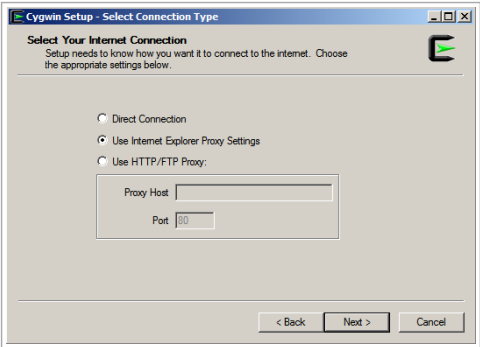 Cygwin Setup - Select Connection Type
Select Your Internet Connection
Setup needs to know how you want it to connect to the internet. Choose
the appropriate settings below.
Direct Connection
Use Internet Explorer Proxy Settings
Use HTTP/FTP Proxy:
Proxy Host
Port 80
< Back Next > Cancel